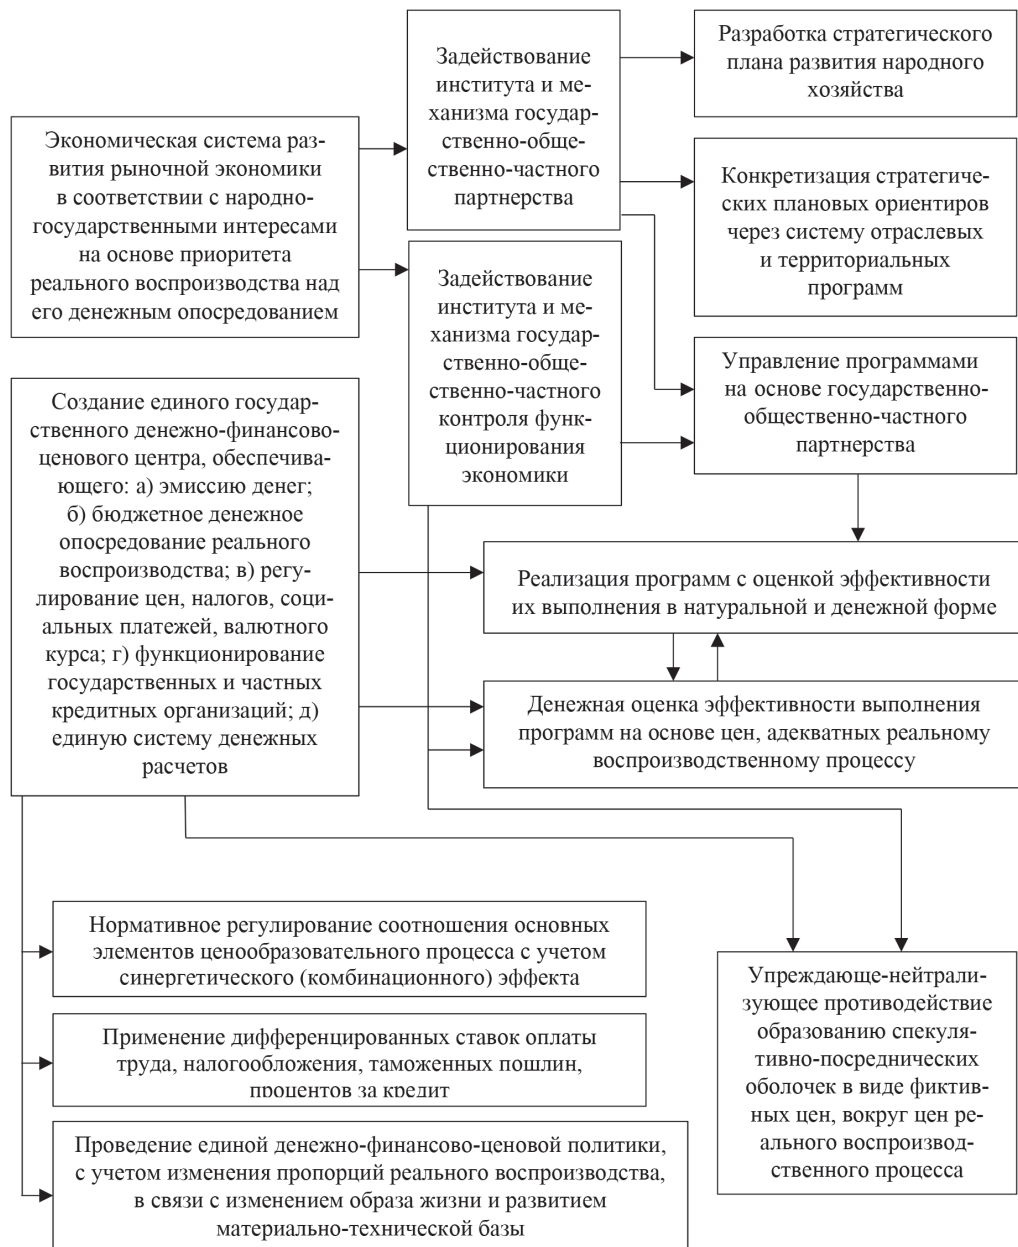 Экономическая система раз-
вития рыночной экономики
в соответствии с народно-
государственными интересами
на основе приоритета
реального воспроизводства над
его денежным опосредованием
Задействование
института и ме-
ханизма государ-
ственно-обще-
ственно-частного
партнерства
Разработка стратегического
плана развития народного
хозяйства
Конкретизация стратегиче-
ских плановых ориентиров
через систему отраслевых
и территориальных
программ
Задействование
института и ме-
ханизма государ-
ственно-обще-
ственно-частного
контроля функ-
ционирования
экономики
Управление программами
на основе государственно-
общественно-частного
партнерства
Создание единого государ-
ственного денежно-финансово-
ценового центра, обеспечива-
ющего: а) эмиссию денег;
б) бюджетное денежное
опосредование реального
воспроизводства; в) регу-
лирование цен, налогов, соци-
альных платежей, валютного
курса; г) функционирование
государственных и частных
кредитных организаций; д)
единую систему денежных
расчетов
Реализация программ с оценкой эффективности
их выполнения в натуральной и денежной форме
Денежная оценка эффективности выполнения
программ на основе цен, адекватных реальному
воспроизводственному процессу
Нормативное регулирование соотношения основных
элементов ценообразовательного процесса с учетом
синергетического (комбинационного) эффекта
Применение дифференцированных ставок оплаты
труда, налогообложения, таможенных пошлин,
процентов за кредит
Проведение единой денежно-финансово-ценовой политики,
с учетом изменения пропорций реального воспроизводства,
в связи с изменением образа жизни и развитием
материально-технической базы
Упреждающе-нейтрали-
зующее противодействие
образованию спекуля-
тивно-посреднических
оболочек в виде фиктив-
ных цен, вокруг цен ре-
ального воспроизвод-
ственного процесса